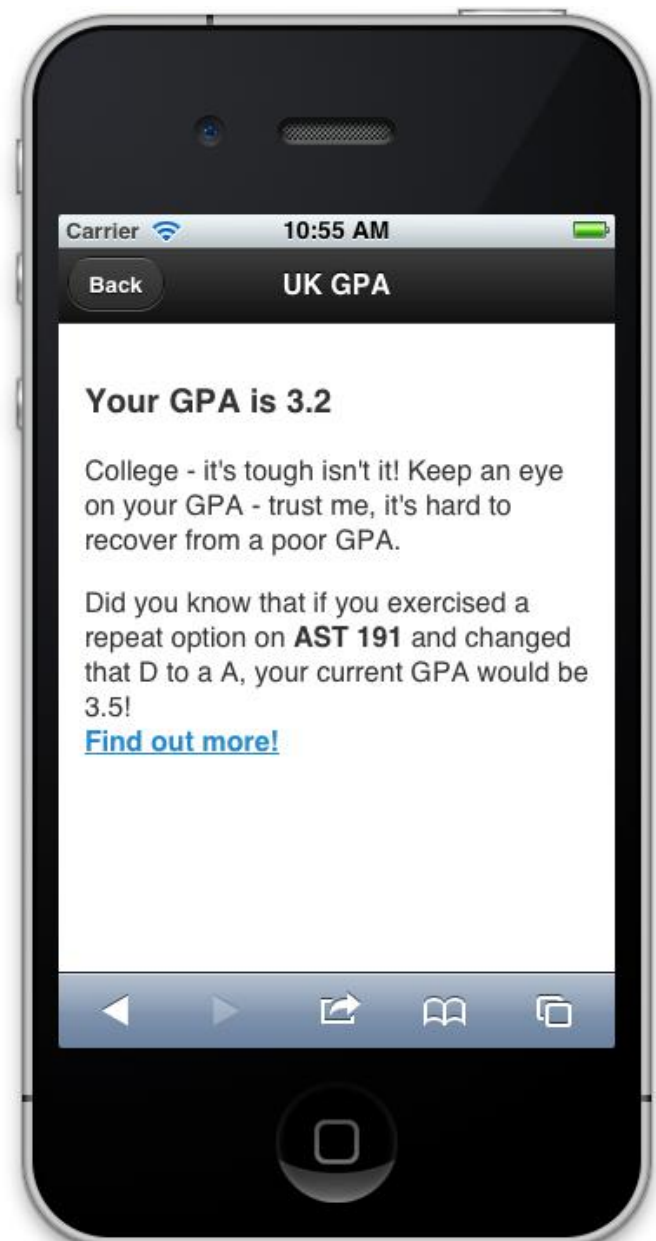 Carrier 10:55 AM
Back UK GPA
Your GPA is 3.2
College - it's tough isn't it! Keep an eye
on your GPA - trust me, it's hard to
recover from a poor GPA.
Did you know that if you exercised a
repeat option on AST 191 and changed
that D to a A, your current GPA would be
3.5!
Find out more!